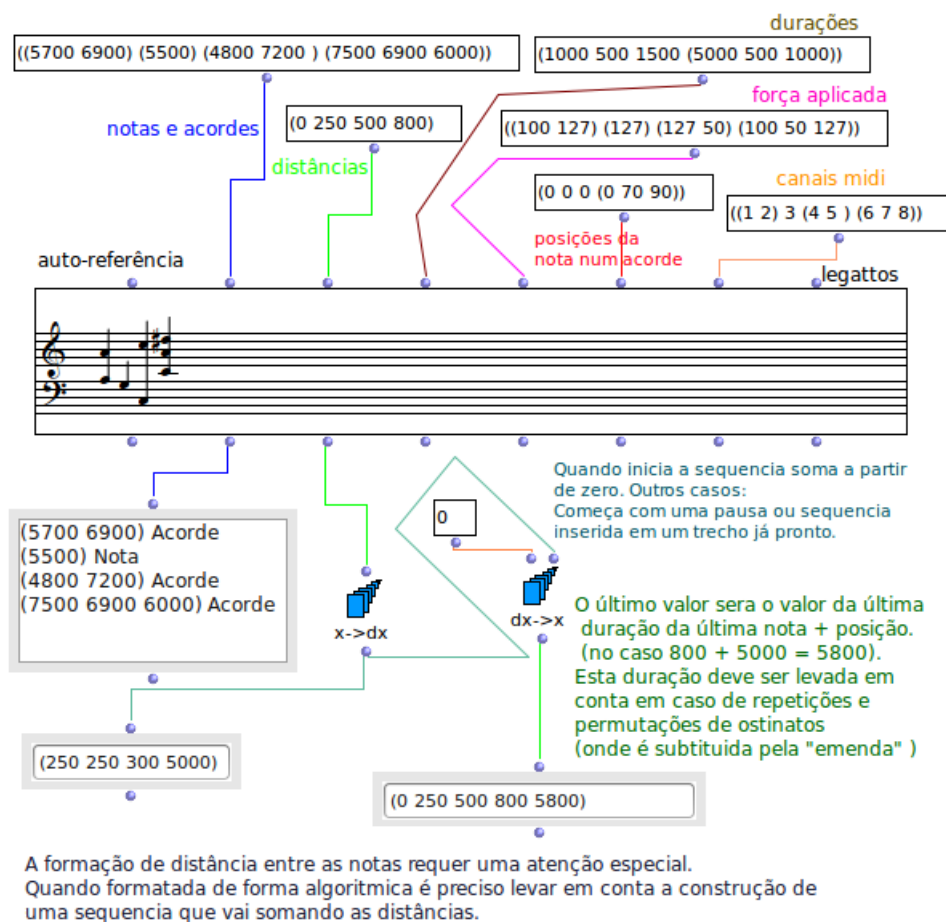 durações
((5700 6900) (5500) (4800 7200 ) (7500 6900 6000))
(1000 500 1500 (5000 500 1000))
força aplicada
notas e acordes
(0 250 500 800)
((100 127) (127) (127 50) (100 50 127))
distâncias
(0 0 0 (0 70 90))
canais midi
((1 2) 3 (4 5 ) (6 7 8))
posições da
nota num acorde
auto-referência
legattos
Quando inicia a sequencia soma a partir
de zero. Outros casos:
Começa com uma pausa ou sequencia
inserida em um trecho já pronto.
0
(5700 6900) Acorde
(5500) Nota
(4800 7200) Acorde
(7500 6900 6000) Acorde
x->dx
dx->x
O último valor sera o valor da última
duração da última nota + posição.
(no caso 800 + 5000 = 5800).
Esta duração deve ser levada em
conta em caso de repetições e
permutações de ostinatos
(onde é subtituida pela "emenda" )
(250 250 300 5000)
(0 250 500 800 5800)
A formação de distância entre as notas requer uma atenção especial.
Quando formatada de forma algoritmica é preciso levar em conta a construção de
uma sequencia que vai somando as distâncias.